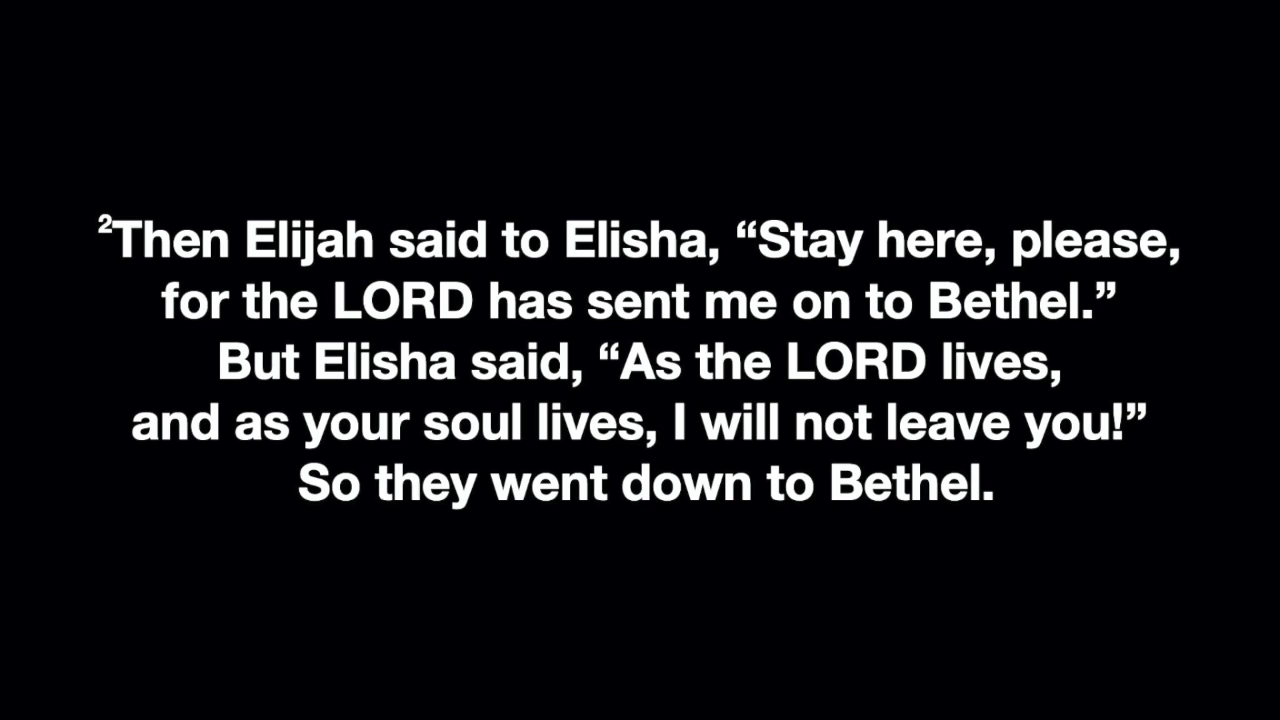 ²Then Elijah said to Elisha, “Stay here, please,
for the LORD has sent me on to Bethel.”
But Elisha said, “As the LORD lives,
and as your soul lives, I will not leave you!”
So they went down to Bethel.